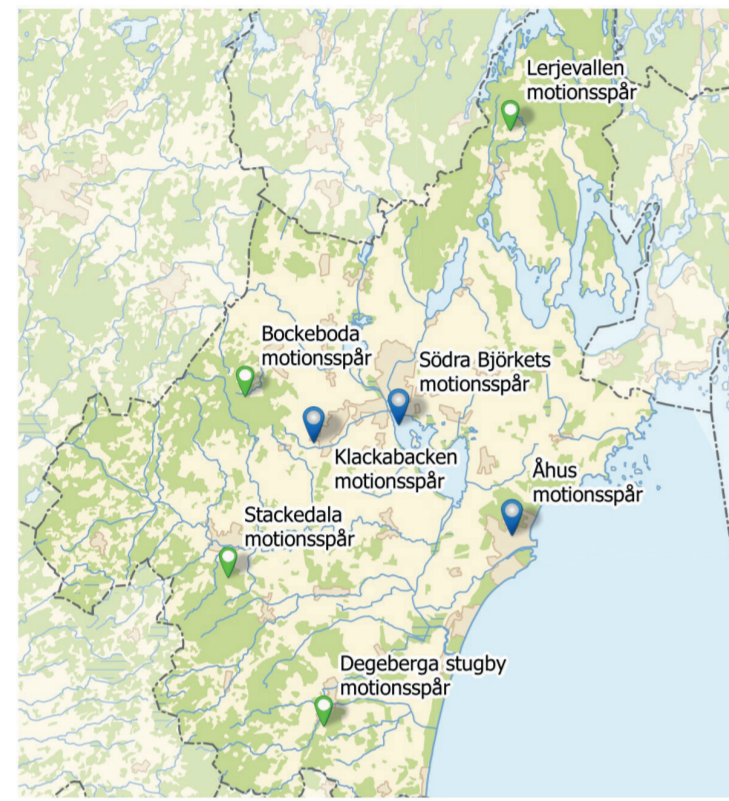 Lerjevallen
motionsspår
Bockeboda
motionsspår
Södra Björkets
motionsspår
Klackabacken
motionsspår
Åhus
motionsspår
Stackedala
motionsspår
Degeberga stugby
motionsspår